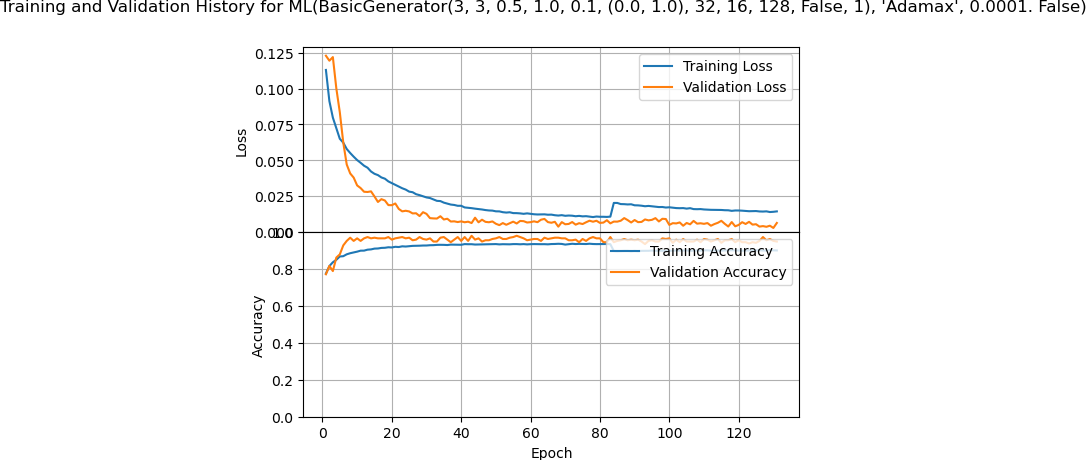 Training and Validation History for ML(BasicGenerator(3, 3, 0.5, 1.0, 0.1, (0.0, 1.0), 32, 16, 128, False, 1), 'Adamax', 0.0001. False)
0.125
0.100
0.075
0.050
0.025
0.000
Loss
Training Loss
Validation Loss
1.0
0.8
0.6
0.4
0.2
0.0
Accuracy
Training Accuracy
Validation Accuracy
0 20 40 60 80 100 120
Epoch